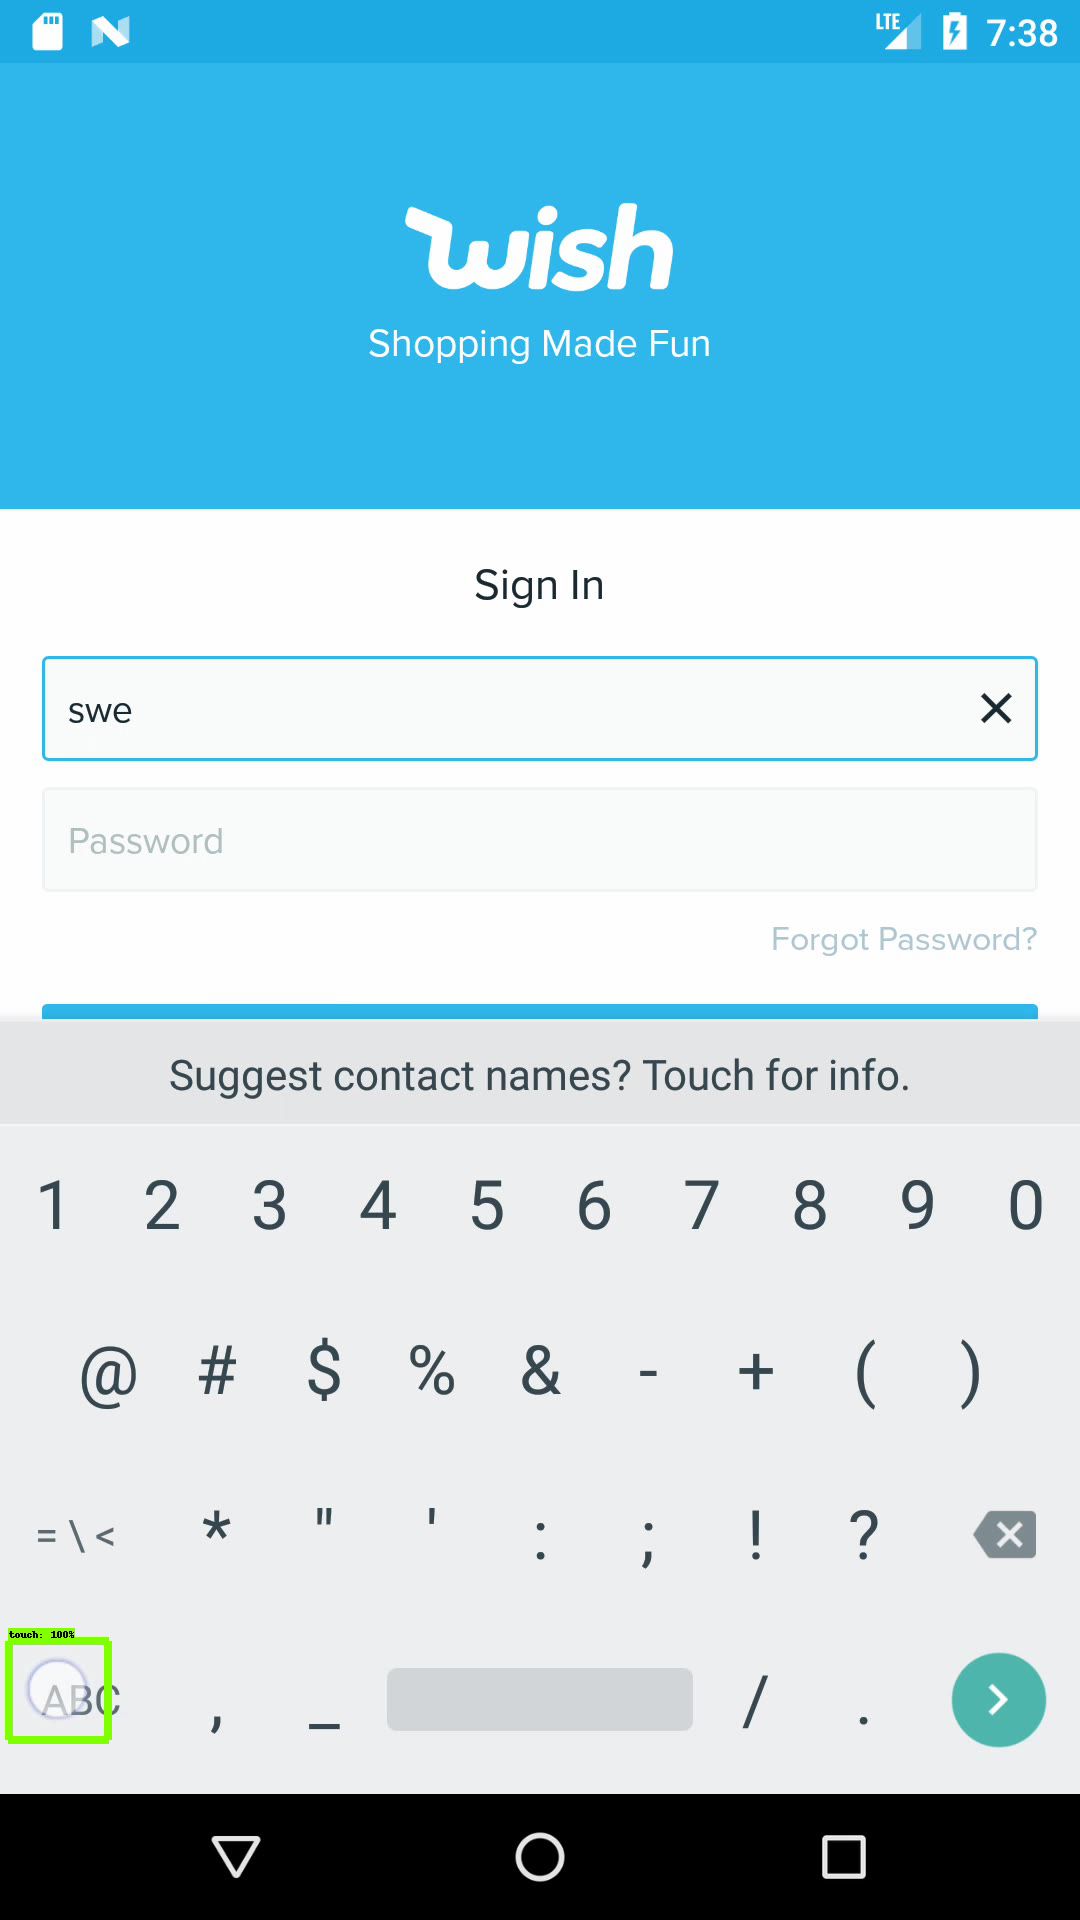 LTE 7:38
wish
Shopping Made Fun
Sign In
swe
Password
Forgot Password?
Suggest contact names? Touch for info.
1 2 3 4 5 6 7 8 9 0
@ # $ % & - + ( )
= \ < * " ' : ; ! ?
touch: 100%
ABC , _ / .